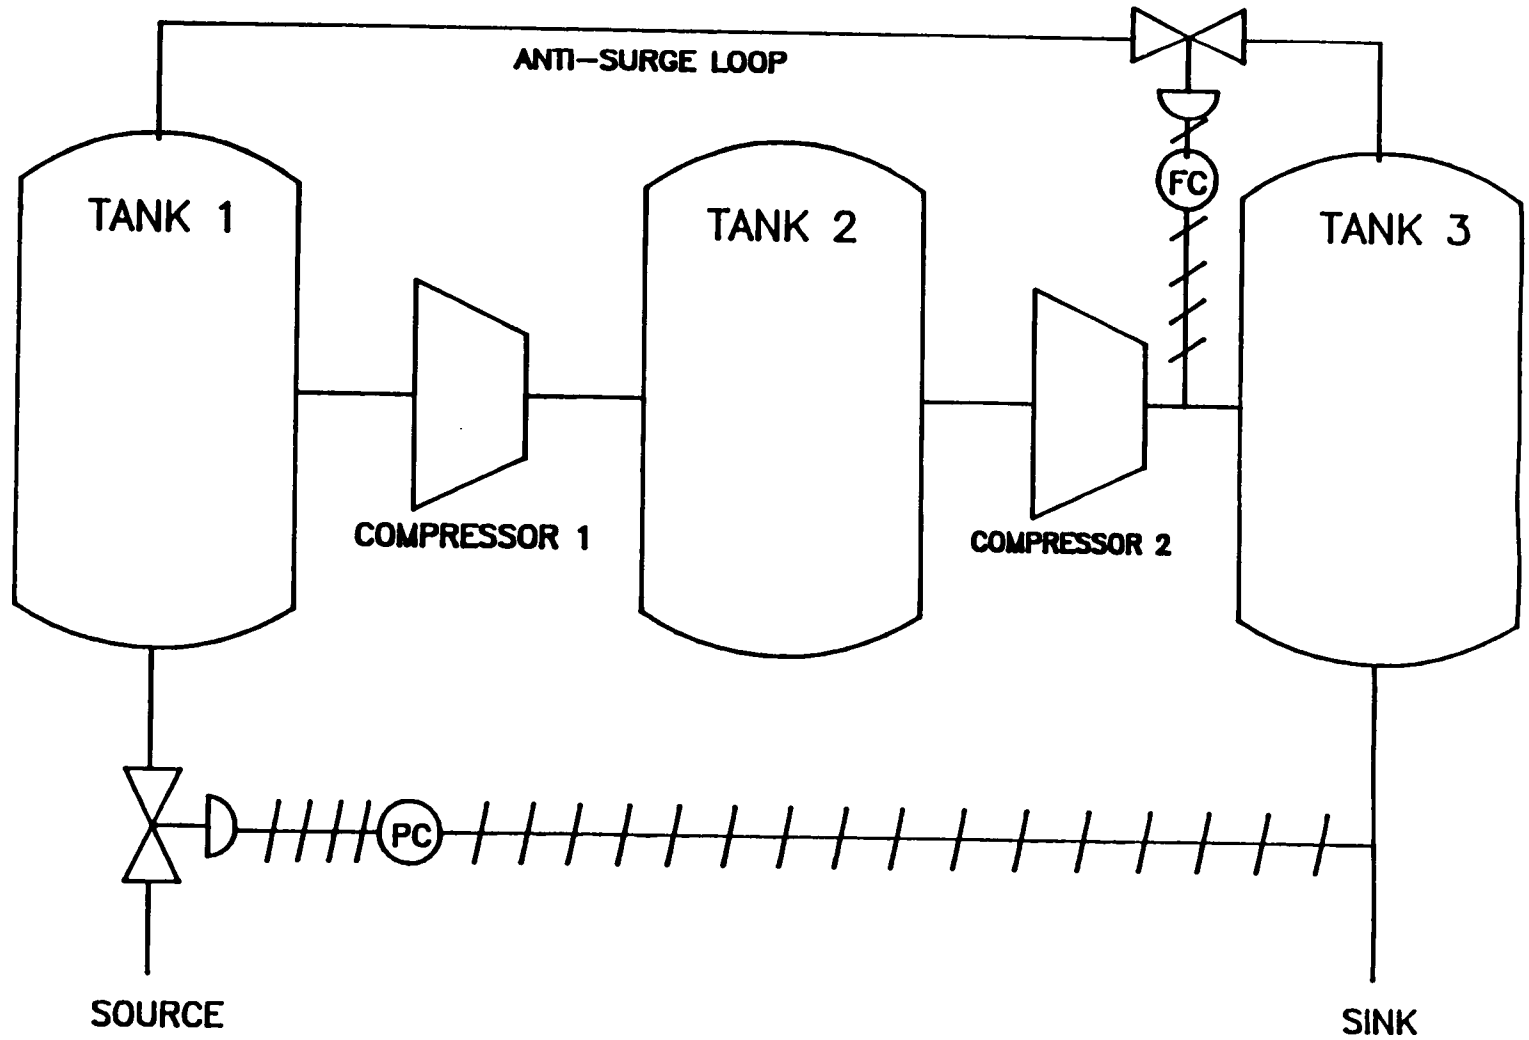 ANTI-SURGE LOOP
FC
TANK 1
TANK 2
TANK 3
COMPRESSOR 1
COMPRESSOR 2
PC
SOURCE
SINK